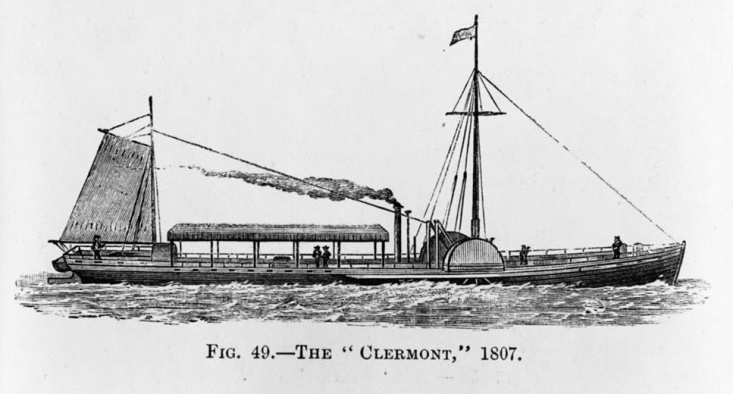 Fig. 49.—The “ Clermont,” 1807.